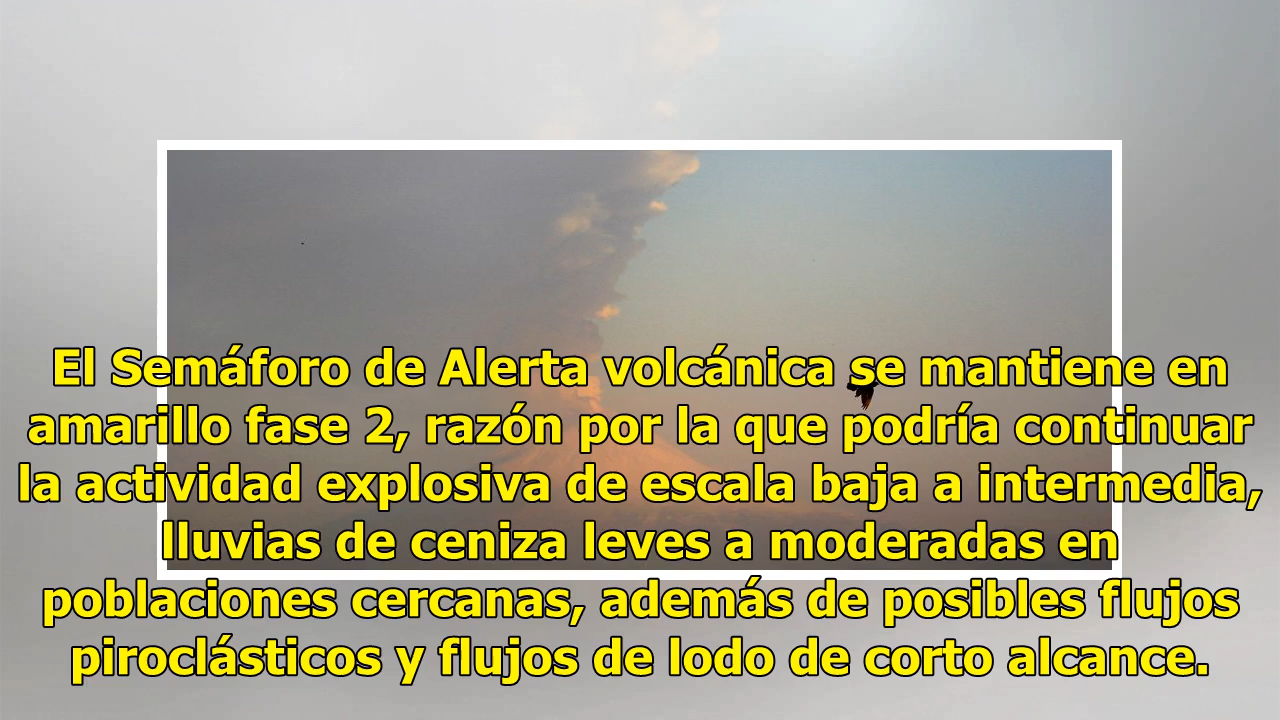 El Semáforo de Alerta volcánica se mantiene en
amarillo fase 2, razón por la que podría continuar
la actividad explosiva de escala baja a intermedia,
lluvias de ceniza leves a moderadas en
poblaciones cercanas, además de posibles flujos
piroclásticos y flujos de lodo de corto alcance.